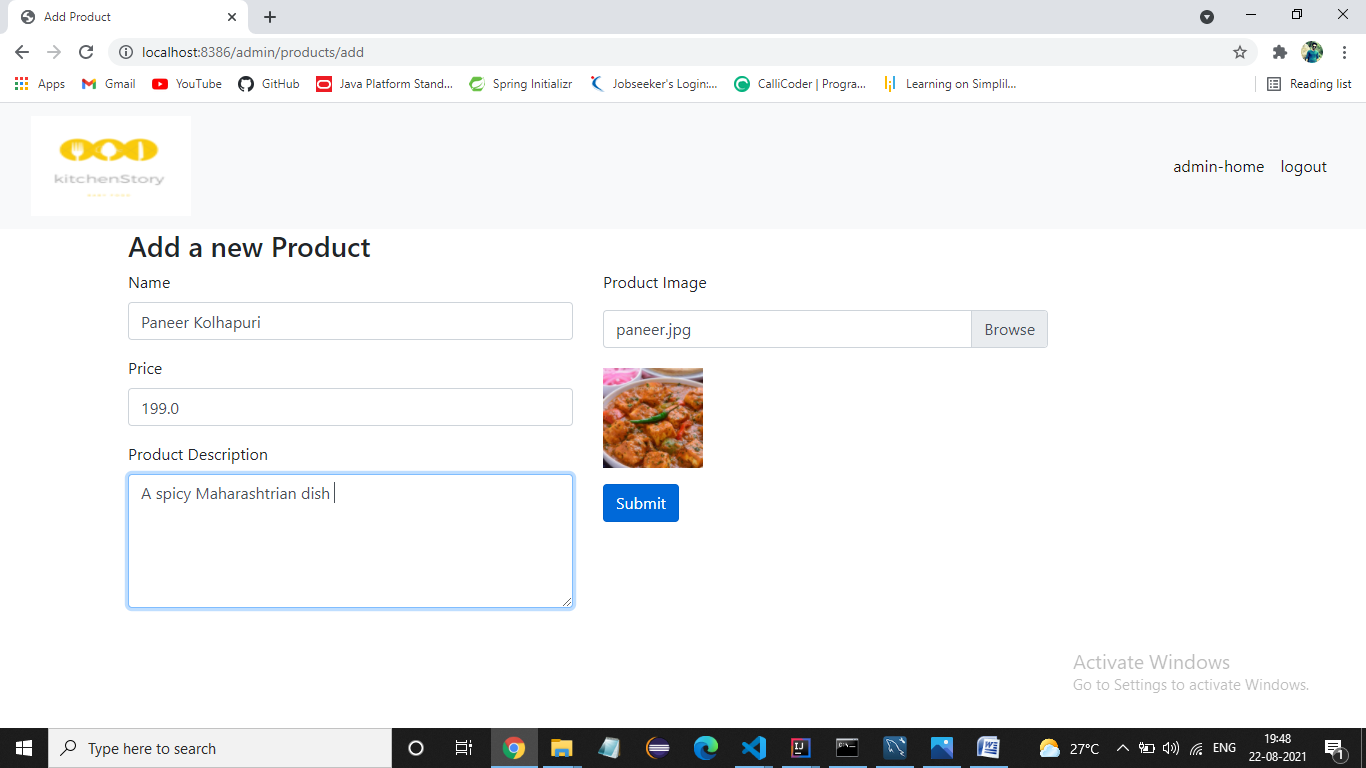 Add Product
localhost:8386/admin/products/add
Apps
Gmail
YouTube
GitHub
Java Platform Stand...
Spring Initializr
Jobseeker's Login:...
CalliCoder | Progra...
Learning on Simplil...
Reading list
kitchenStory
admin-home
logout
Add a new Product
Name
Paneer Kolhapuri
Price
199.0
Product Description
A spicy Maharashtrian dish
Product Image
paneer.jpg
Browse
Submit
Activate Windows
Go to Settings to activate Windows.
Type here to search
27°C
ENG
19:48
22-08-2021
1